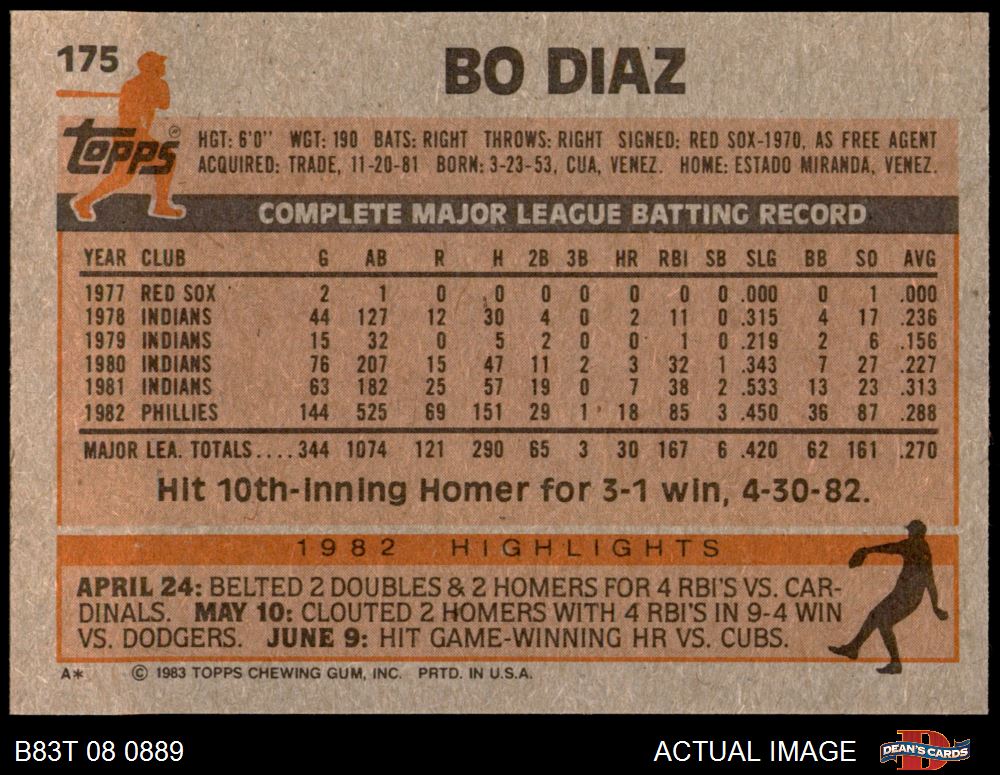 175
BO DIAZ
Topps ®
HGT: 6'0" WGT: 190 BATS: RIGHT THROWS: RIGHT SIGNED: RED SOX-1970, AS FREE AGENT
ACQUIRED: TRADE, 11-20-81 BORN: 3-23-53, CUA, VENEZ. HOME: ESTADO MIRANDA, VENEZ.
COMPLETE MAJOR LEAGUE BATTING RECORD
YEAR CLUB G AB R H 2B 3B HR RBI SB SLG BB SO AVG
1977 RED SOX 2 1 0 0 0 0 0 0 0 .000 0 1 .000
1978 INDIANS 44 127 12 30 4 0 2 11 0 .315 4 17 .236
1979 INDIANS 15 32 0 5 2 0 0 1 0 .219 2 6 .156
1980 INDIANS 76 207 15 47 11 2 3 32 1 .343 7 27 .227
1981 INDIANS 63 182 25 57 19 0 7 38 2 .533 13 23 .313
1982 PHILLIES 144 525 69 151 29 1 18 85 3 .450 36 87 .288
MAJOR LEA. TOTALS.... 344 1074 121 290 65 3 30 167 6 .420 62 161 .270
Hit 10th-inning Homer for 3-1 win, 4-30-82.
1982 HIGHLIGHTS
APRIL 24: BELTED 2 DOUBLES & 2 HOMERS FOR 4 RBI'S VS. CAR-
DINALS. MAY 10: CLOUTED 2 HOMERS WITH 4 RBI'S IN 9-4 WIN
VS. DODGERS. JUNE 9: HIT GAME-WINNING HR VS. CUBS.
A* © 1983 TOPPS CHEWING GUM, INC. PRTD. IN U.S.A.
B83T 08 0889 ACTUAL IMAGE DEAN'S CARDS